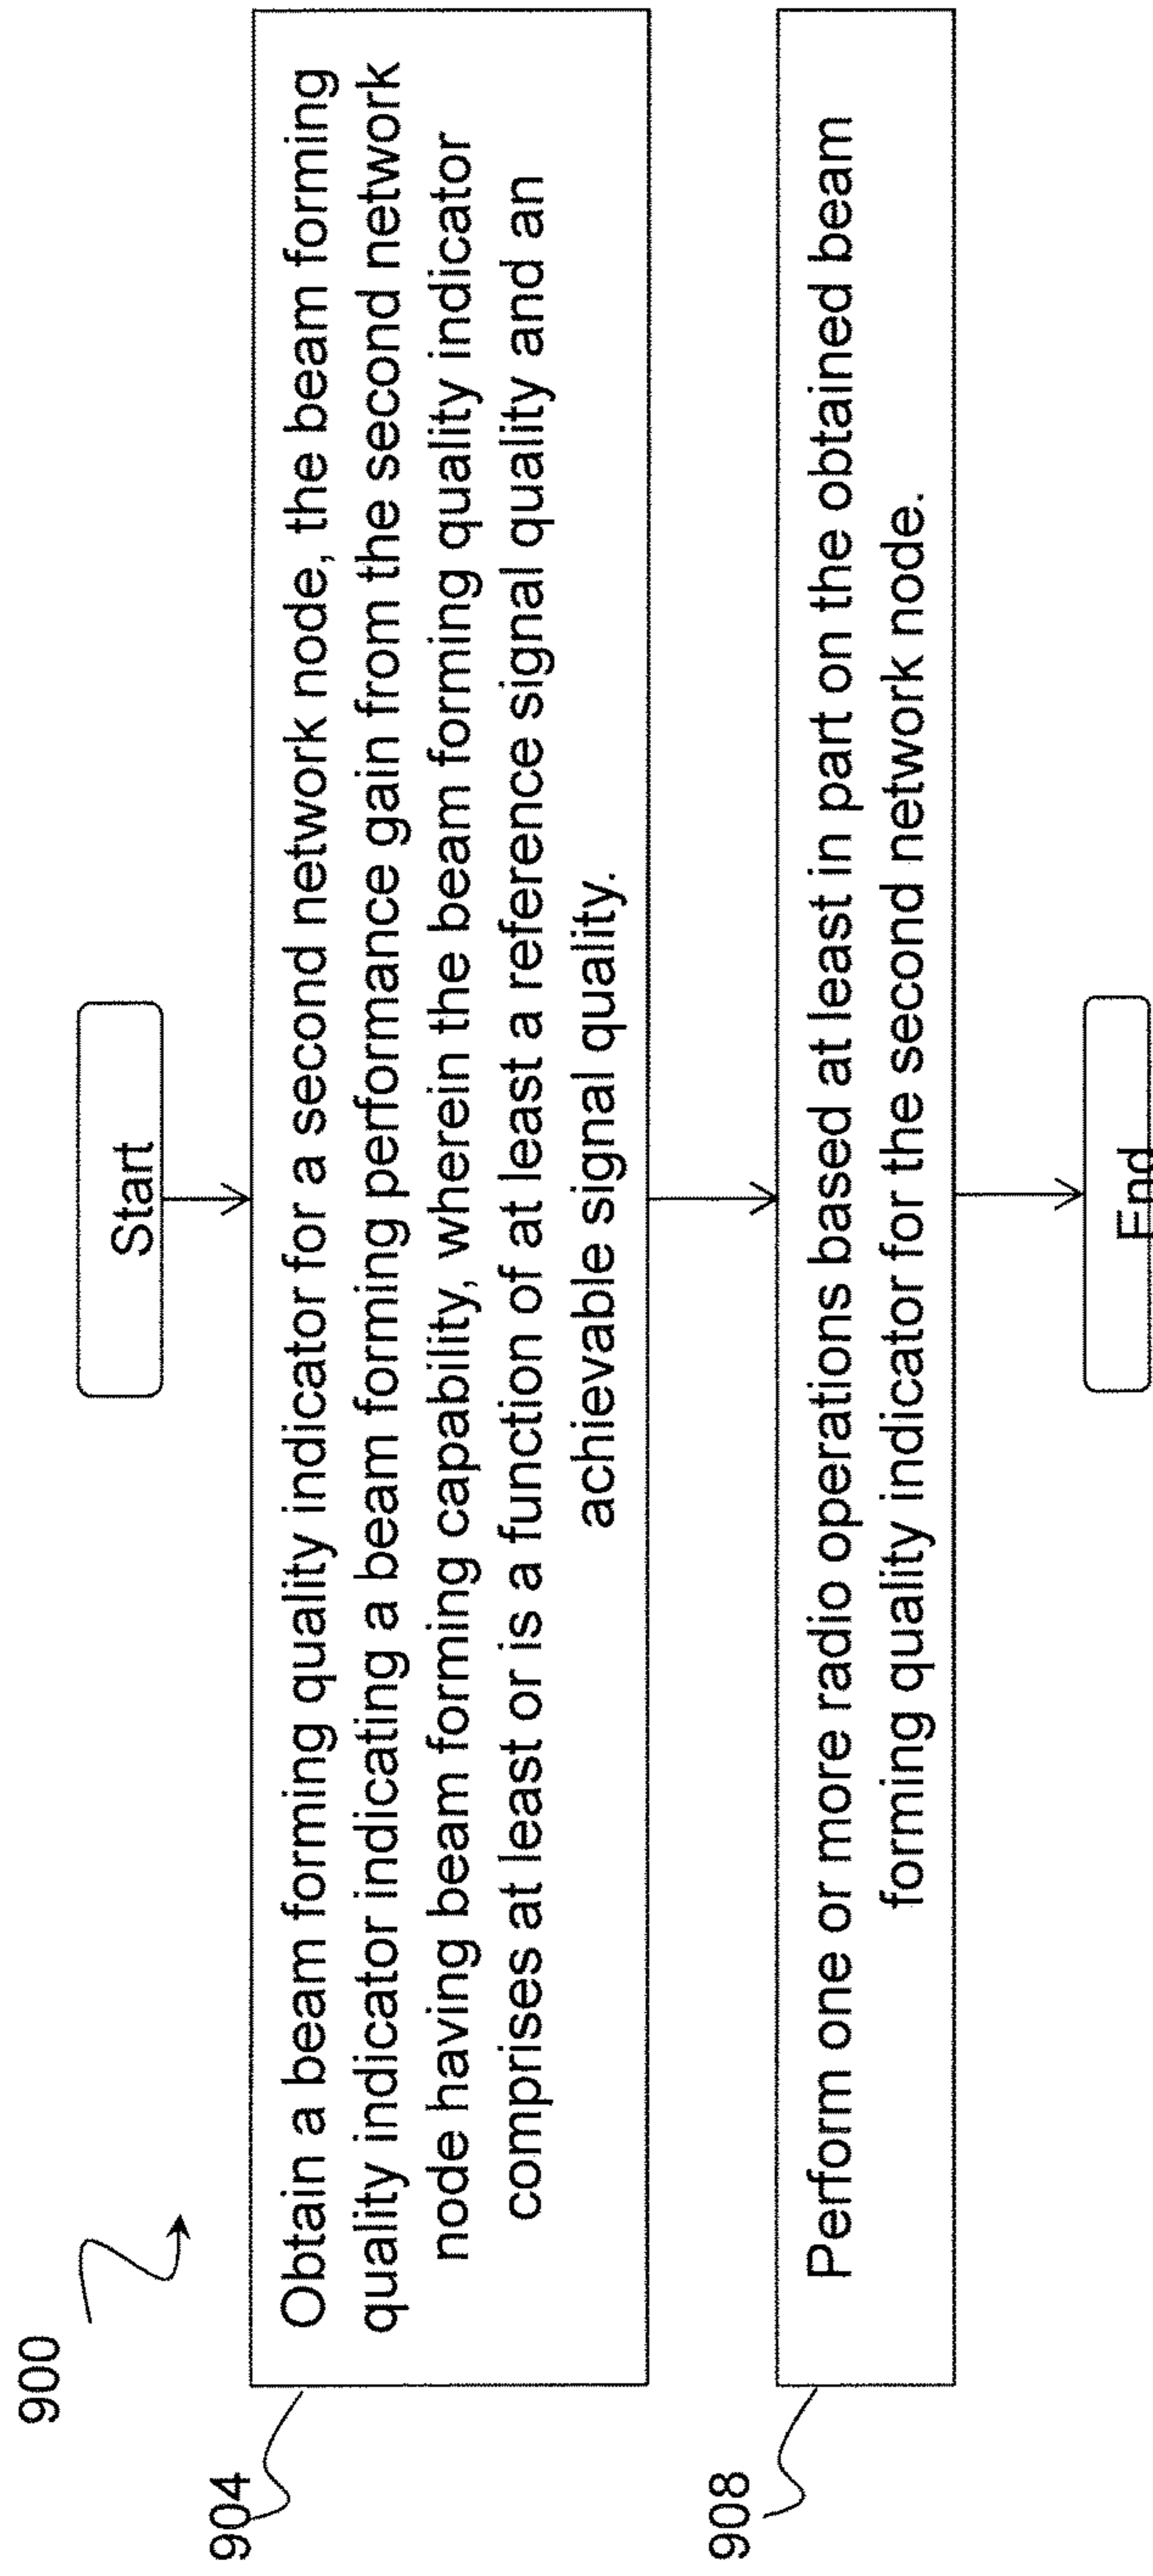 900
Start
904
Obtain a beam forming quality indicator for a second network node, the beam forming
quality indicator indicating a beam forming performance gain from the second network
node having beam forming capability, wherein the beam forming quality indicator
comprises at least or is a function of at least a reference signal quality and an
achievable signal quality.
908
Perform one or more radio operations based at least in part on the obtained beam
forming quality indicator for the second network node.
End